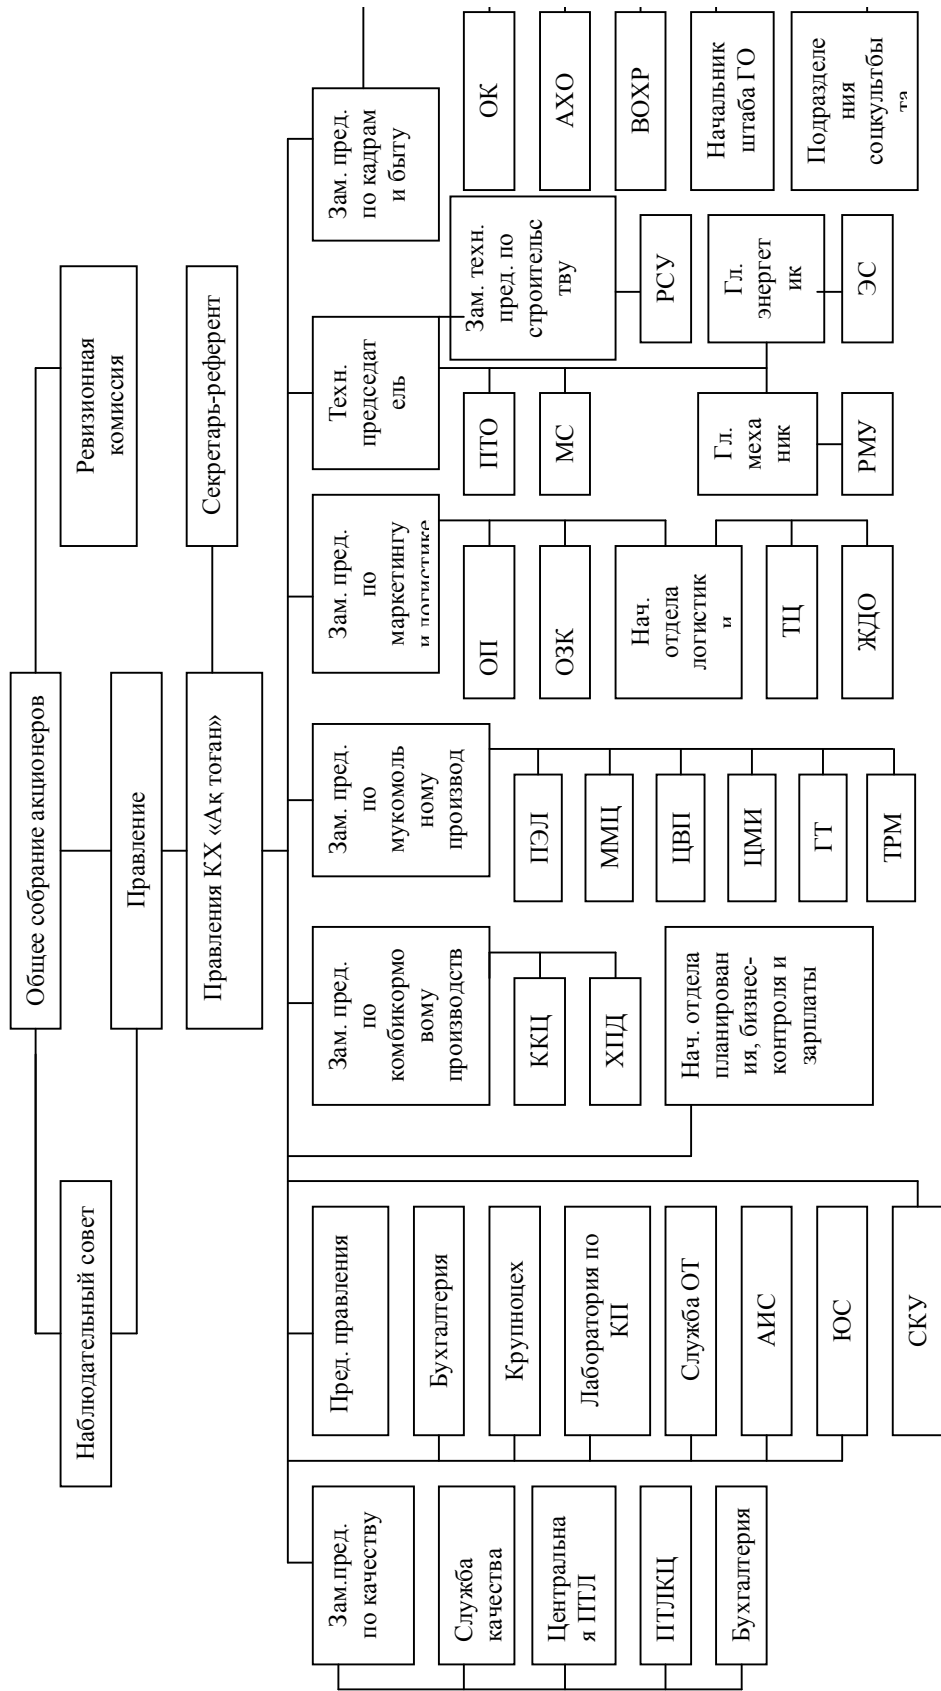 Общее собрание акционеров
Наблюдательный совет
Ревизионная
комиссия
Правление
Правления КХ «Ақ тоған»
Секретарь-референт
Зам.пред.
по качеству
Служба
качества
Центральна
я ПТЛ
ПТЛКЦ
Бухгалтерия
Пред. правления
Бухгалтерия
Крупноцех
Лаборатория по
КП
Служба ОТ
АИС
ЮС
СКУ
Зам. пред.
по
комбикормо
вому
производств
ККЦ
ХПД
Нач. отдела
планирован
ия, бизнес-
контроля и
зарплаты
Зам. пред.
по
мукомоль
ному
производ
ПЭЛ
ММЦ
ЦВП
ЦМИ
ГТ
ТРМ
Зам. пред.
по
маркетингу
и логистике
ОП
ОЗК
Нач.
отдела
логистик
и
ТЦ
ЖДО
Техн.
председат
ель
ПТО
МС
Зам. техн.
пред. по
строительс
тву
РСУ
Гл.
меха
ник
РМУ
Гл.
энергет
ик
ЭС
Зам. пред.
по кадрам
и быту
ОК
АХО
ВОХР
Начальник
штаба ГО
Подразделе
ния
соцкультбы
та